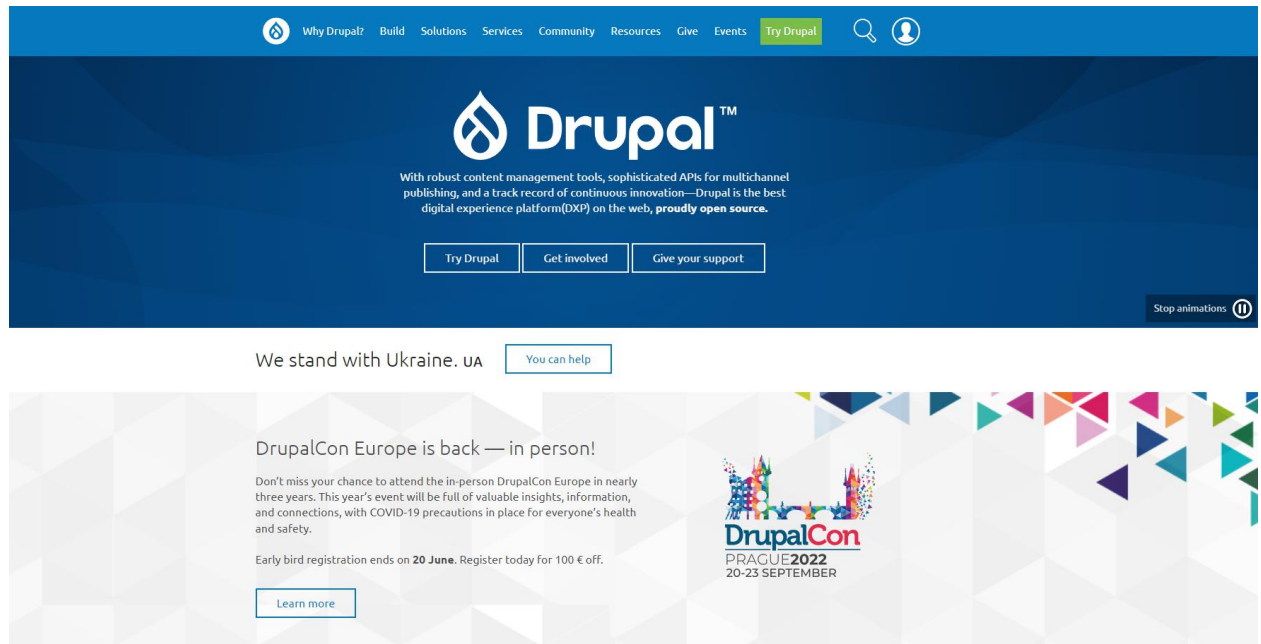 Why Drupal? Build Solutions Services Community Resources Give Events Try Drupal
Drupal™
With robust content management tools, sophisticated APIs for multichannel
publishing, and a track record of continuous innovation—Drupal is the best
digital experience platform(DXP) on the web, proudly open source.
Try Drupal Get involved Give your support
Stop animations
We stand with Ukraine. UA You can help
DrupalCon Europe is back — in person!
Don't miss your chance to attend the in-person DrupalCon Europe in nearly
three years. This year's event will be full of valuable insights, information,
and connections, with COVID-19 precautions in place for everyone's health
and safety.
Early bird registration ends on 20 June. Register today for 100 € off.
Learn more
DrupalCon
PRAGUE2022
20-23 SEPTEMBER